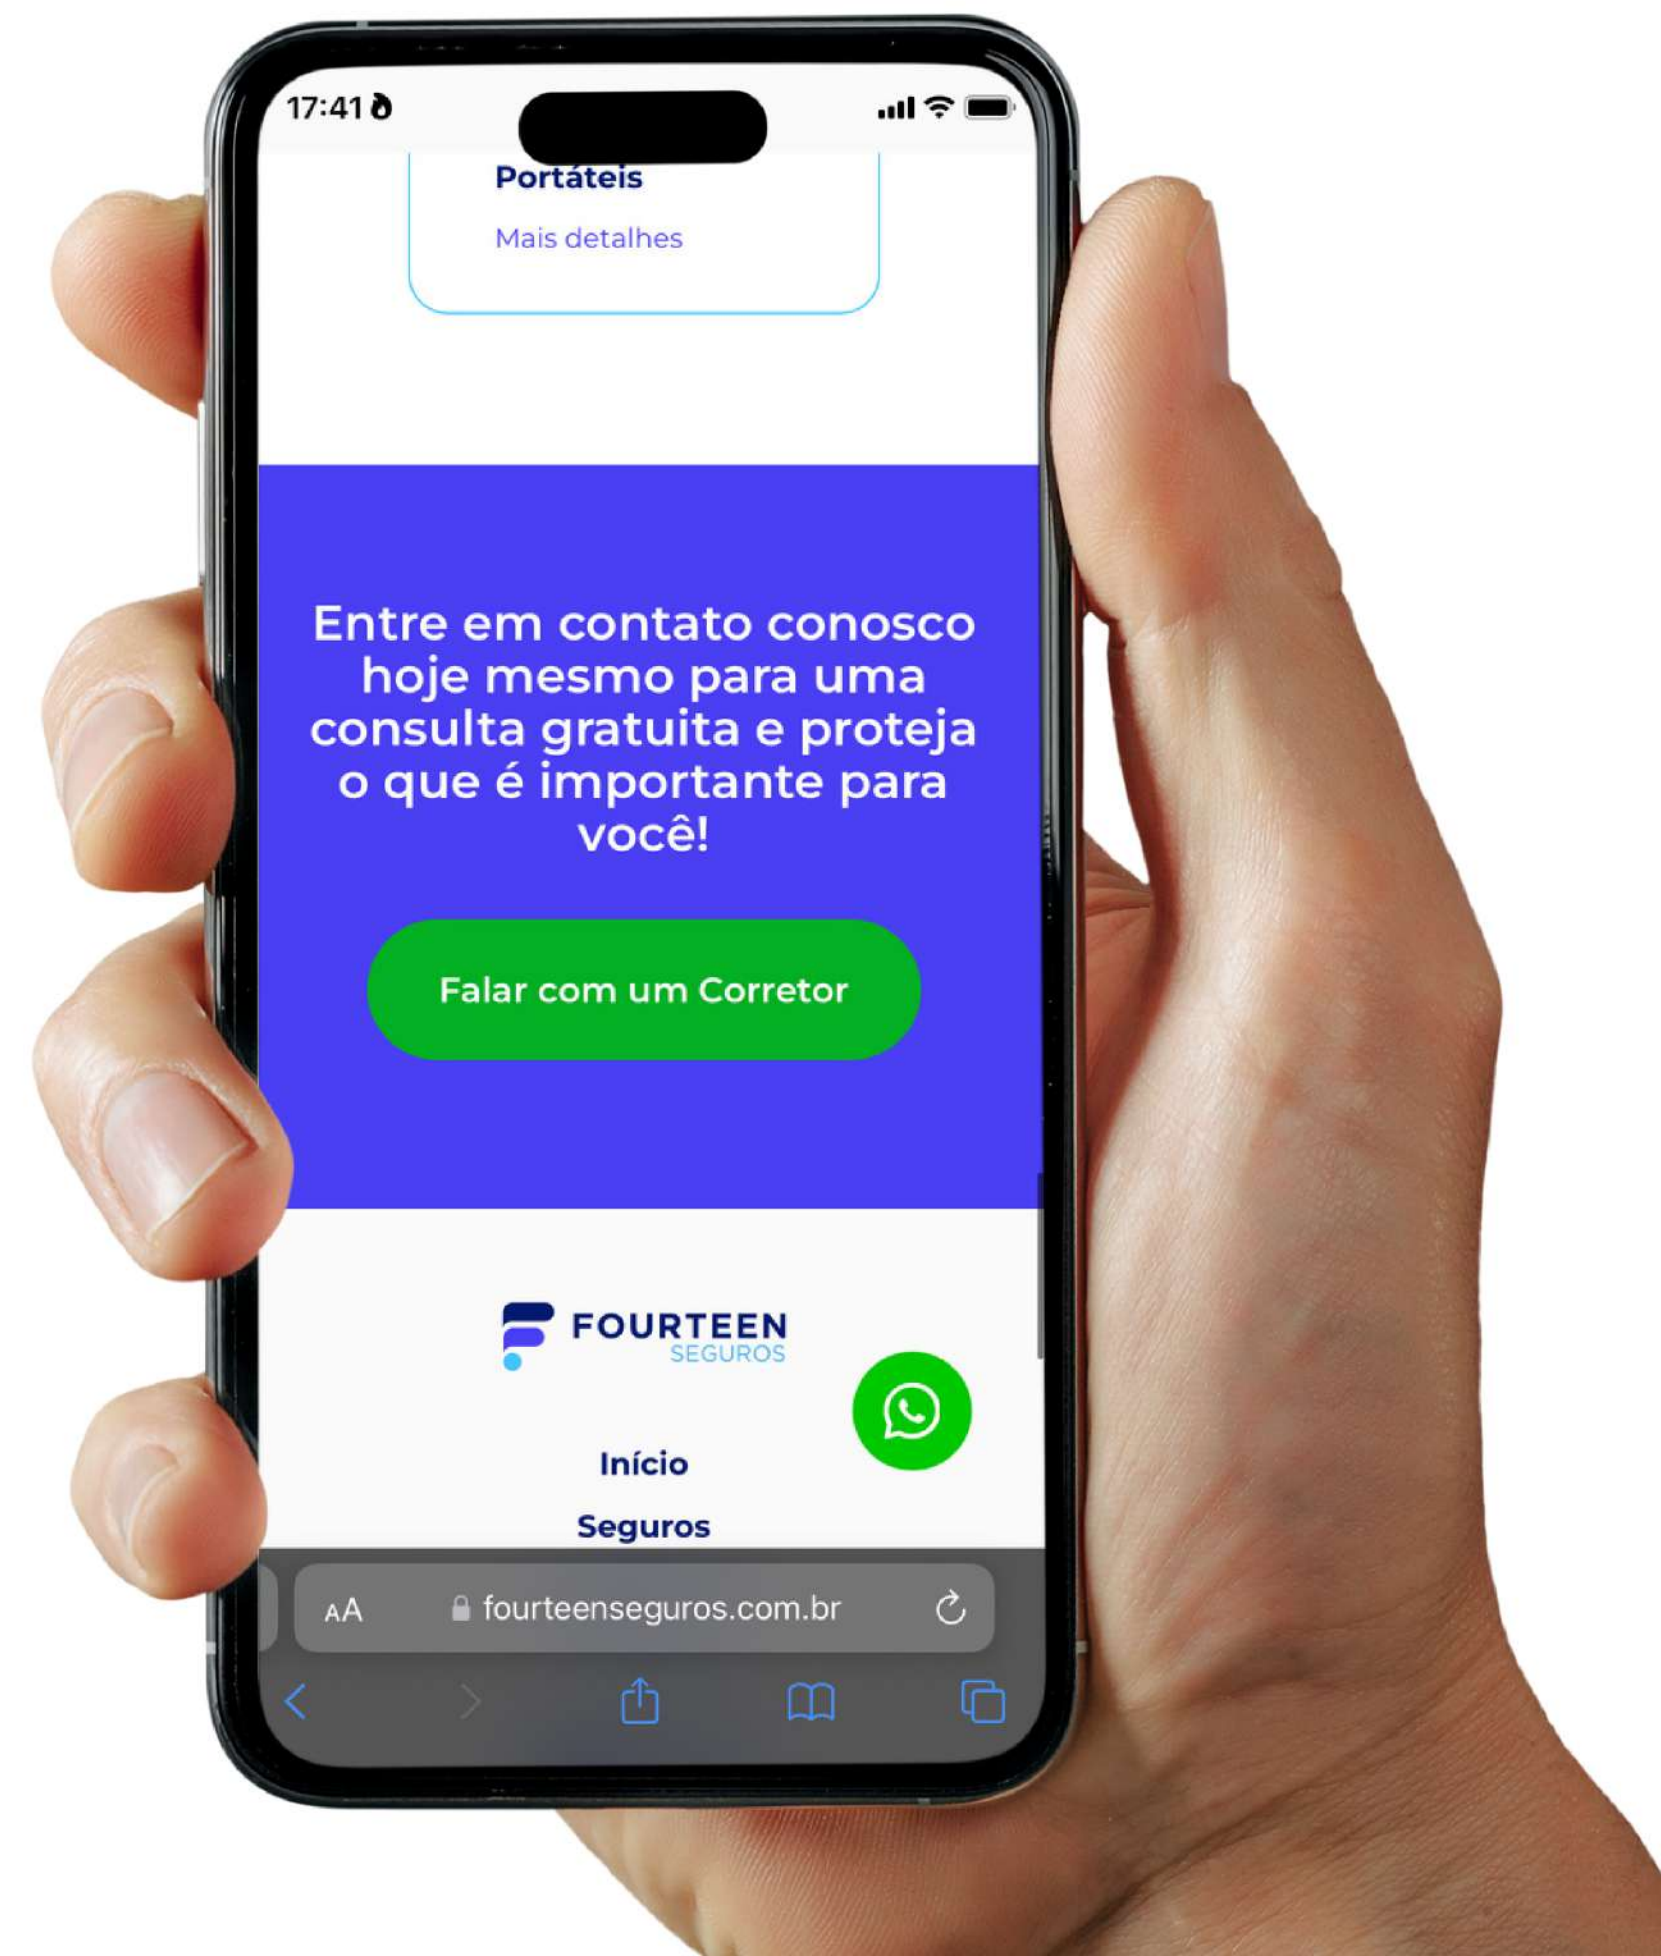 17:41
Portáteis
Mais detalhes
Entre em contato conosco
hoje mesmo para uma
consulta gratuita e proteja
o que é importante para
você!
Falar com um Corretor
FOURTEEN
SEGUROS
Início
Seguros
AA
fourteenseguros.com.br